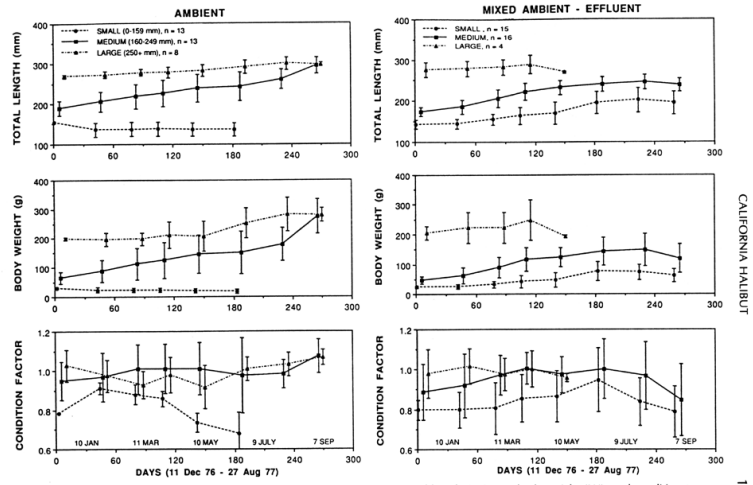 AMBIENT
SMALL (0-159 mm), n = 13
MEDIUM (160-249 mm), n = 13
LARGE (250+ mm), n = 8
TOTAL LENGTH (mm)
400
300
200
100
0 60 120 180 240 300
BODY WEIGHT (g)
400
300
200
100
0
0 60 120 180 240 300
CONDITION FACTOR
1.2
1.0
0.8
0.6
10 JAN 11 MAR 10 MAY 9 JULY 7 SEP
0 60 120 180 240 300
DAYS (11 Dec 76 - 27 Aug 77)
MIXED AMBIENT - EFFLUENT
SMALL, n = 15
MEDIUM, n = 16
LARGE, n = 4
TOTAL LENGTH (mm)
400
300
200
100
0 60 120 180 240 300
BODY WEIGHT (g)
400
300
200
100
0
0 60 120 180 240 300
CONDITION FACTOR
1.2
1.0
0.8
0.6
10 JAN 11 MAR 10 MAY 9 JULY 7 SEP
0 60 120 180 240 300
DAYS (11 Dec 76 - 27 Aug 77)
CALIFORNIA HALIBUT